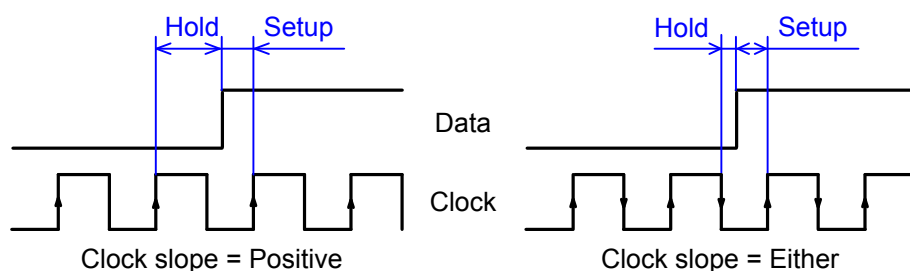 Hold Setup
Hold Setup
Data
Clock
Clock slope = Positive
Clock slope = Either